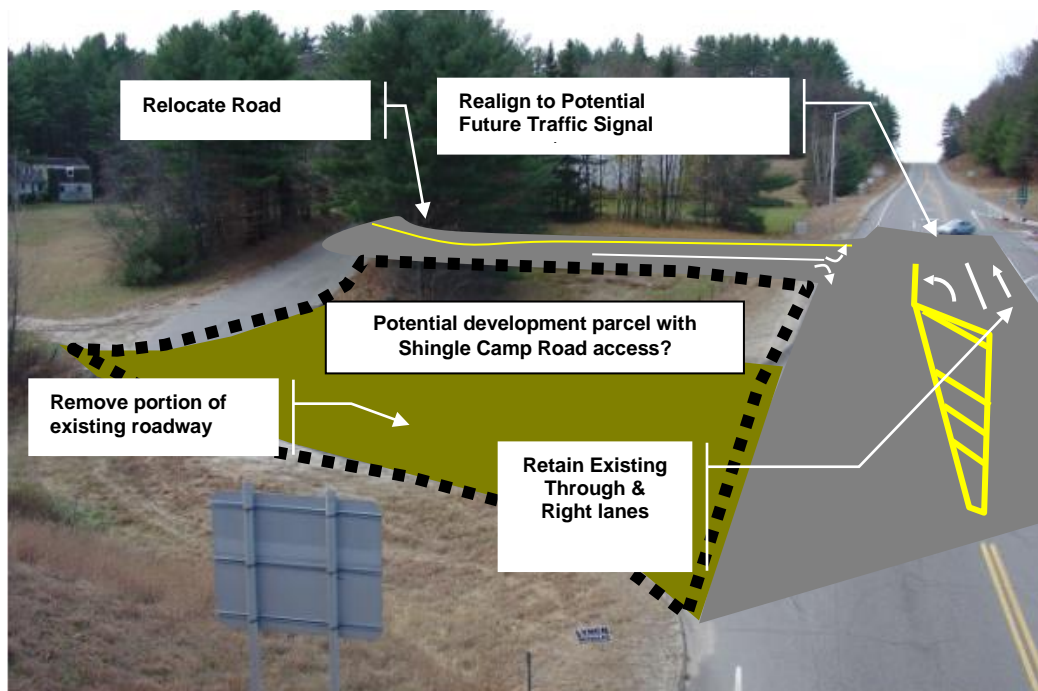 Relocate Road
Realign to Potential
Future Traffic Signal
Potential development parcel with
Shingle Camp Road access?
Remove portion of
existing roadway
Retain Existing
Through &
Right lanes
LYNCH